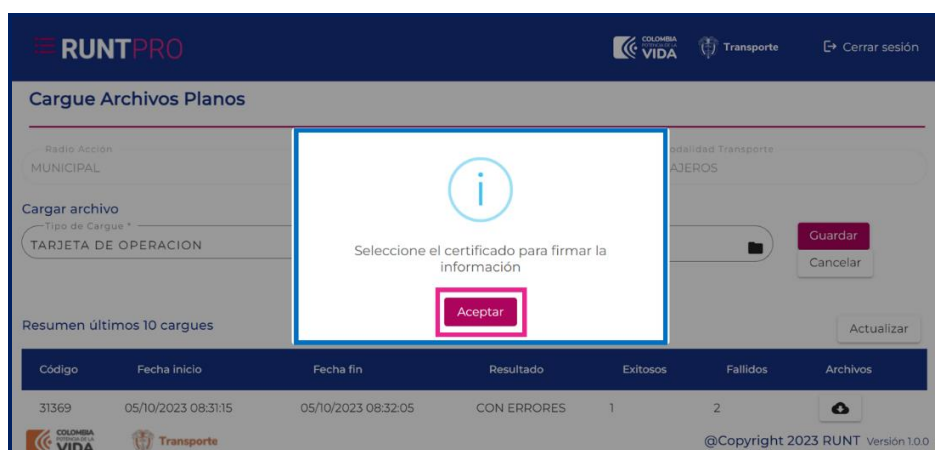 RUNTPRO
COLOMBIA
POTENCIA DE LA
VIDA
Transporte
Cerrar sesión
Cargue Archivos Planos
Radio Acción
MUNICIPAL
odalidad Transporte
AJEROS
Cargar archivo
Tipo de Cargue *
TARJETA DE OPERACION
Guardar
Cancelar
Seleccione el certificado para firmar la
información
Aceptar
Resumen últimos 10 cargues
Actualizar
Código Fecha inicio Fecha fin Resultado Exitosos Fallidos Archivos
31369 05/10/2023 08:31:15 05/10/2023 08:32:05 CON ERRORES 1 2
COLOMBIA
POTENCIA DE LA
VIDA
Transporte
@Copyright 2023 RUNT Versión 1.0.0